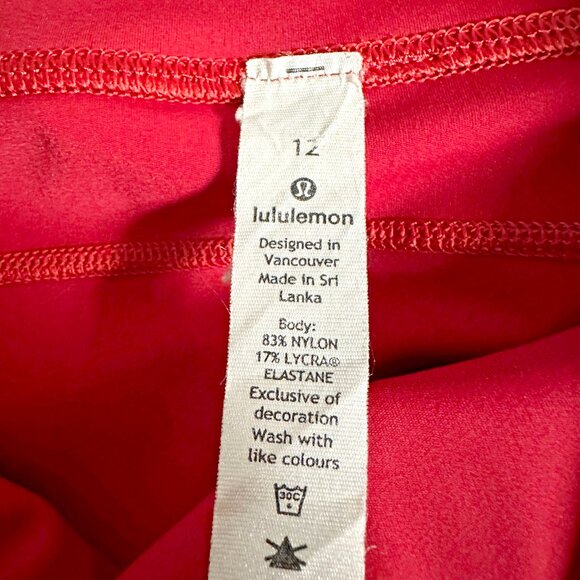 12
lululemon
Designed in
Vancouver
Made in Sri
Lanka
Body:
83% NYLON
17% LYCRA®
ELASTANE
Exclusive of
decoration
Wash with
like colours
30C